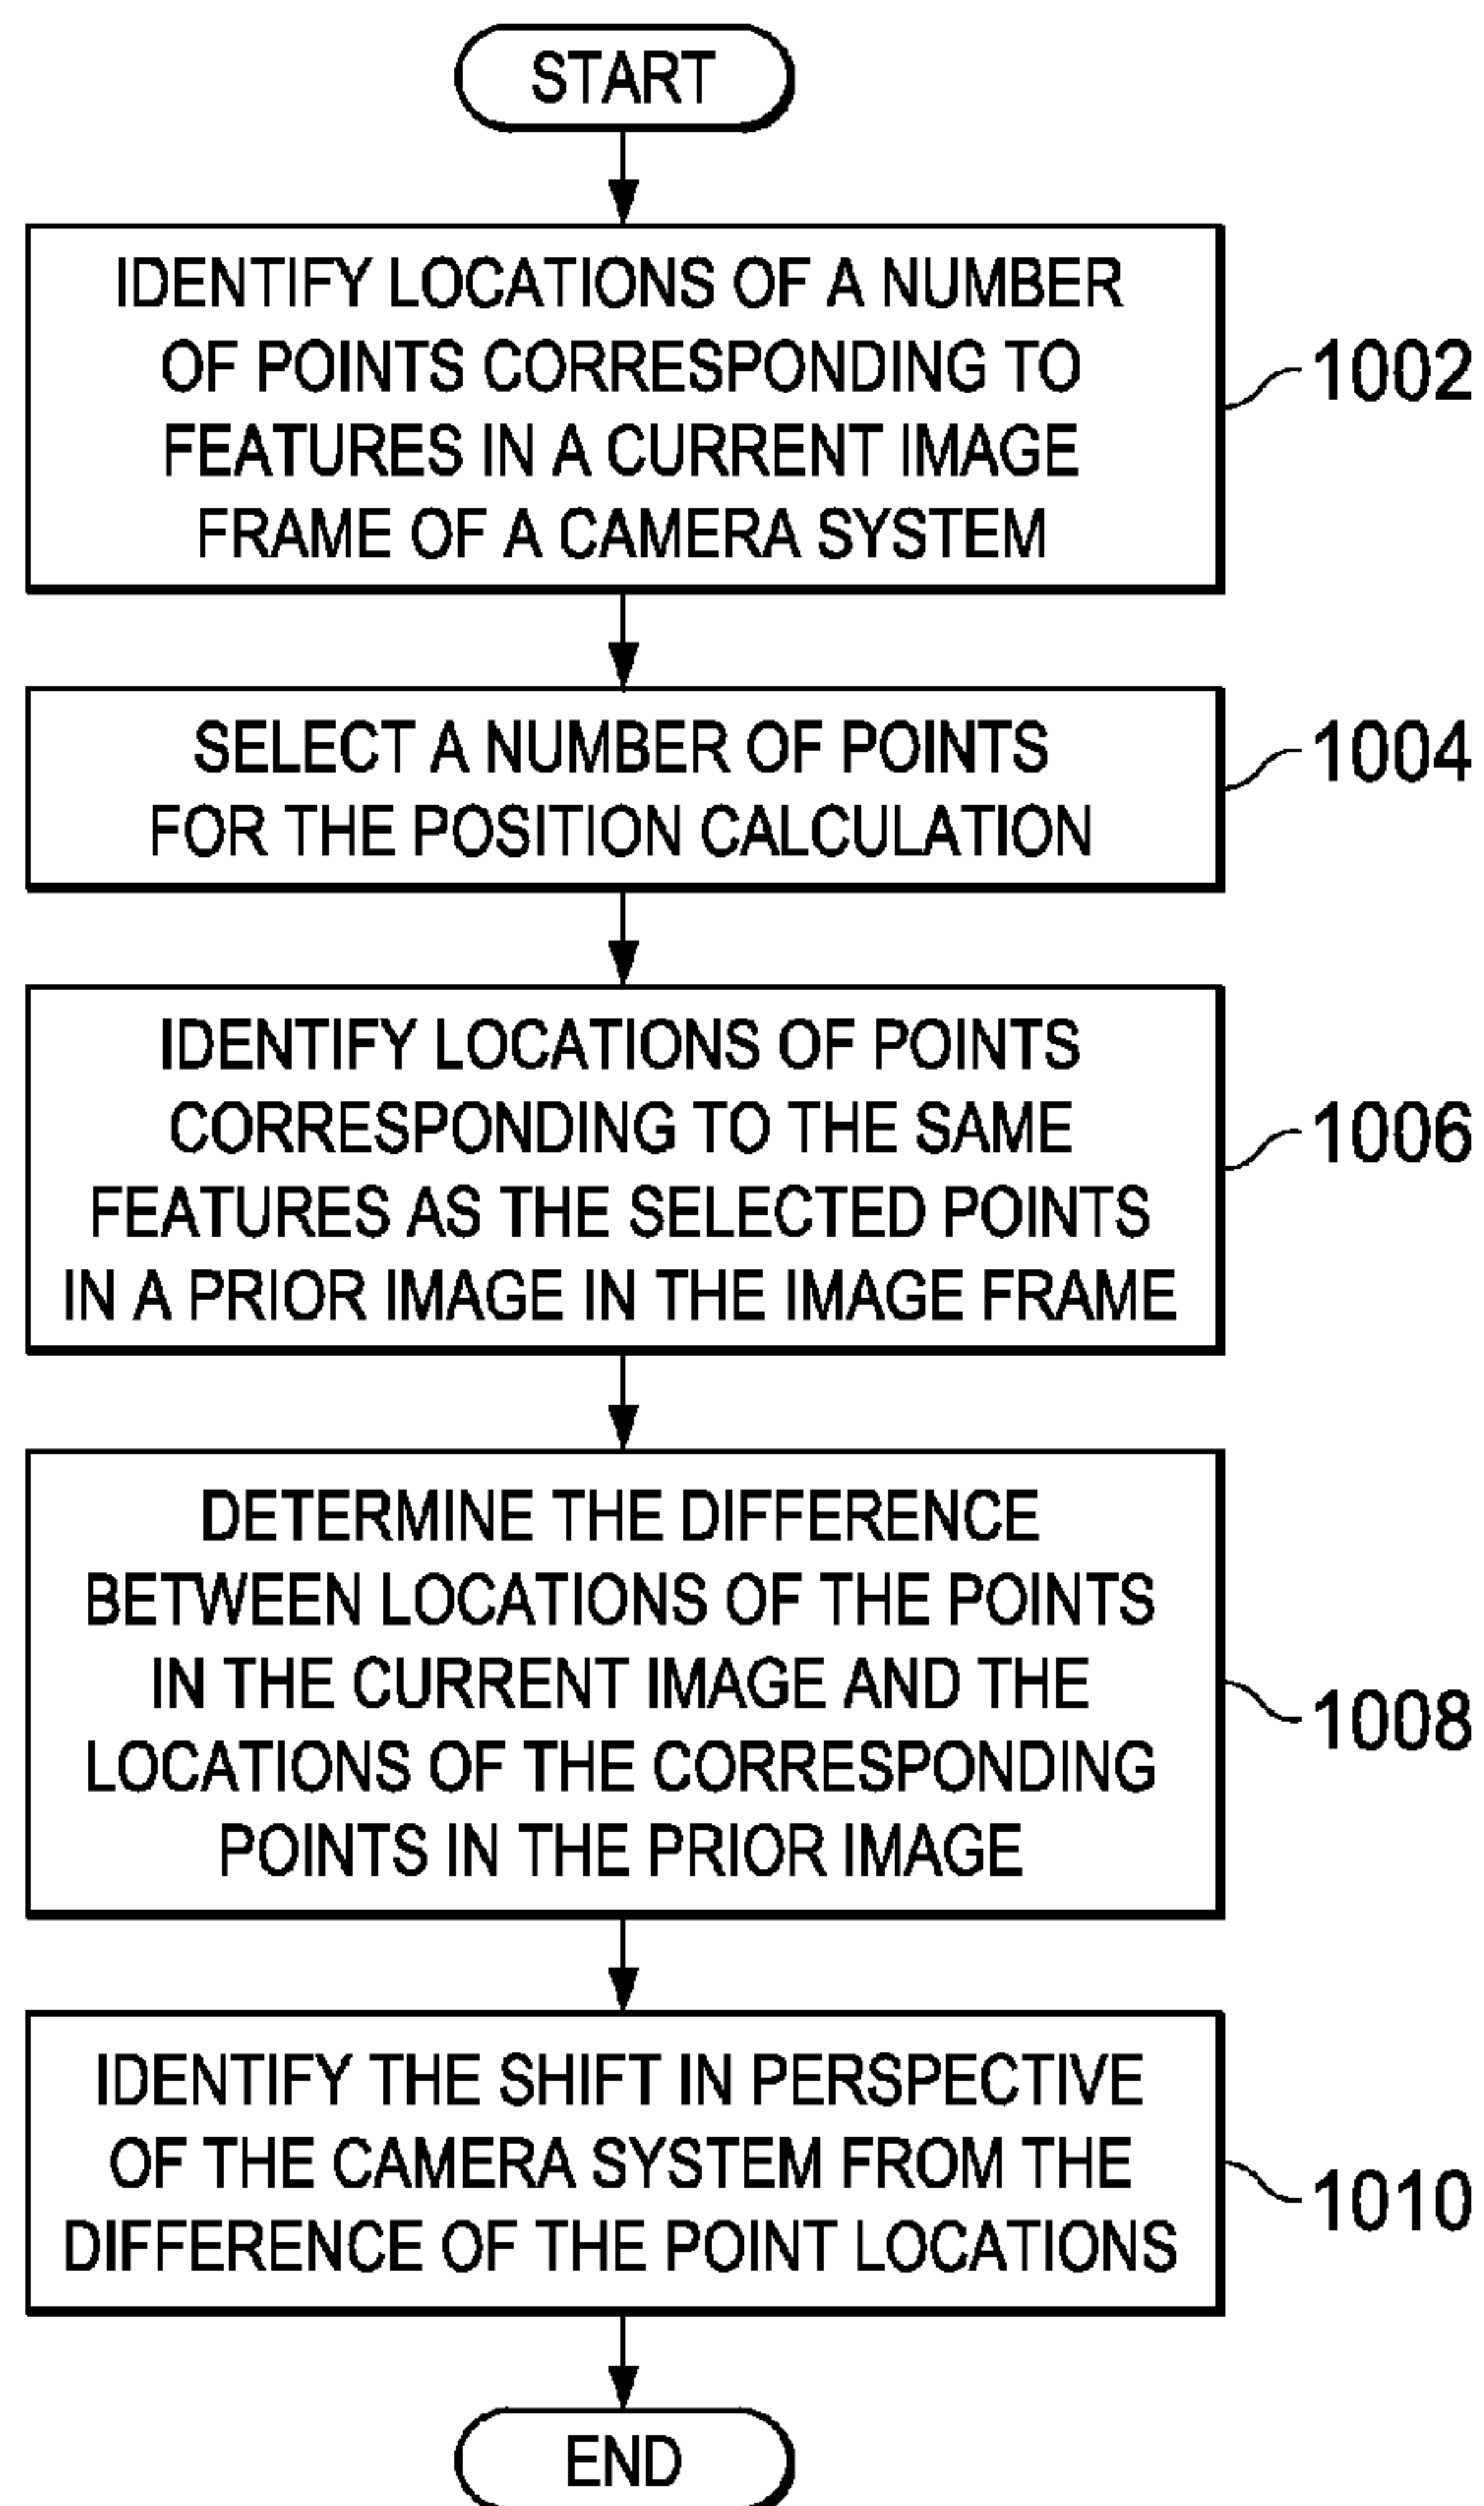 START
IDENTIFY LOCATIONS OF A NUMBER
OF POINTS CORRESPONDING TO
FEATURES IN A CURRENT IMAGE
FRAME OF A CAMERA SYSTEM
1002
SELECT A NUMBER OF POINTS
FOR THE POSITION CALCULATION
1004
IDENTIFY LOCATIONS OF POINTS
CORRESPONDING TO THE SAME
FEATURES AS THE SELECTED POINTS
IN A PRIOR IMAGE IN THE IMAGE FRAME
1006
DETERMINE THE DIFFERENCE
BETWEEN LOCATIONS OF THE POINTS
IN THE CURRENT IMAGE AND THE
LOCATIONS OF THE CORRESPONDING
POINTS IN THE PRIOR IMAGE
1008
IDENTIFY THE SHIFT IN PERSPECTIVE
OF THE CAMERA SYSTEM FROM THE
DIFFERENCE OF THE POINT LOCATIONS
1010
END